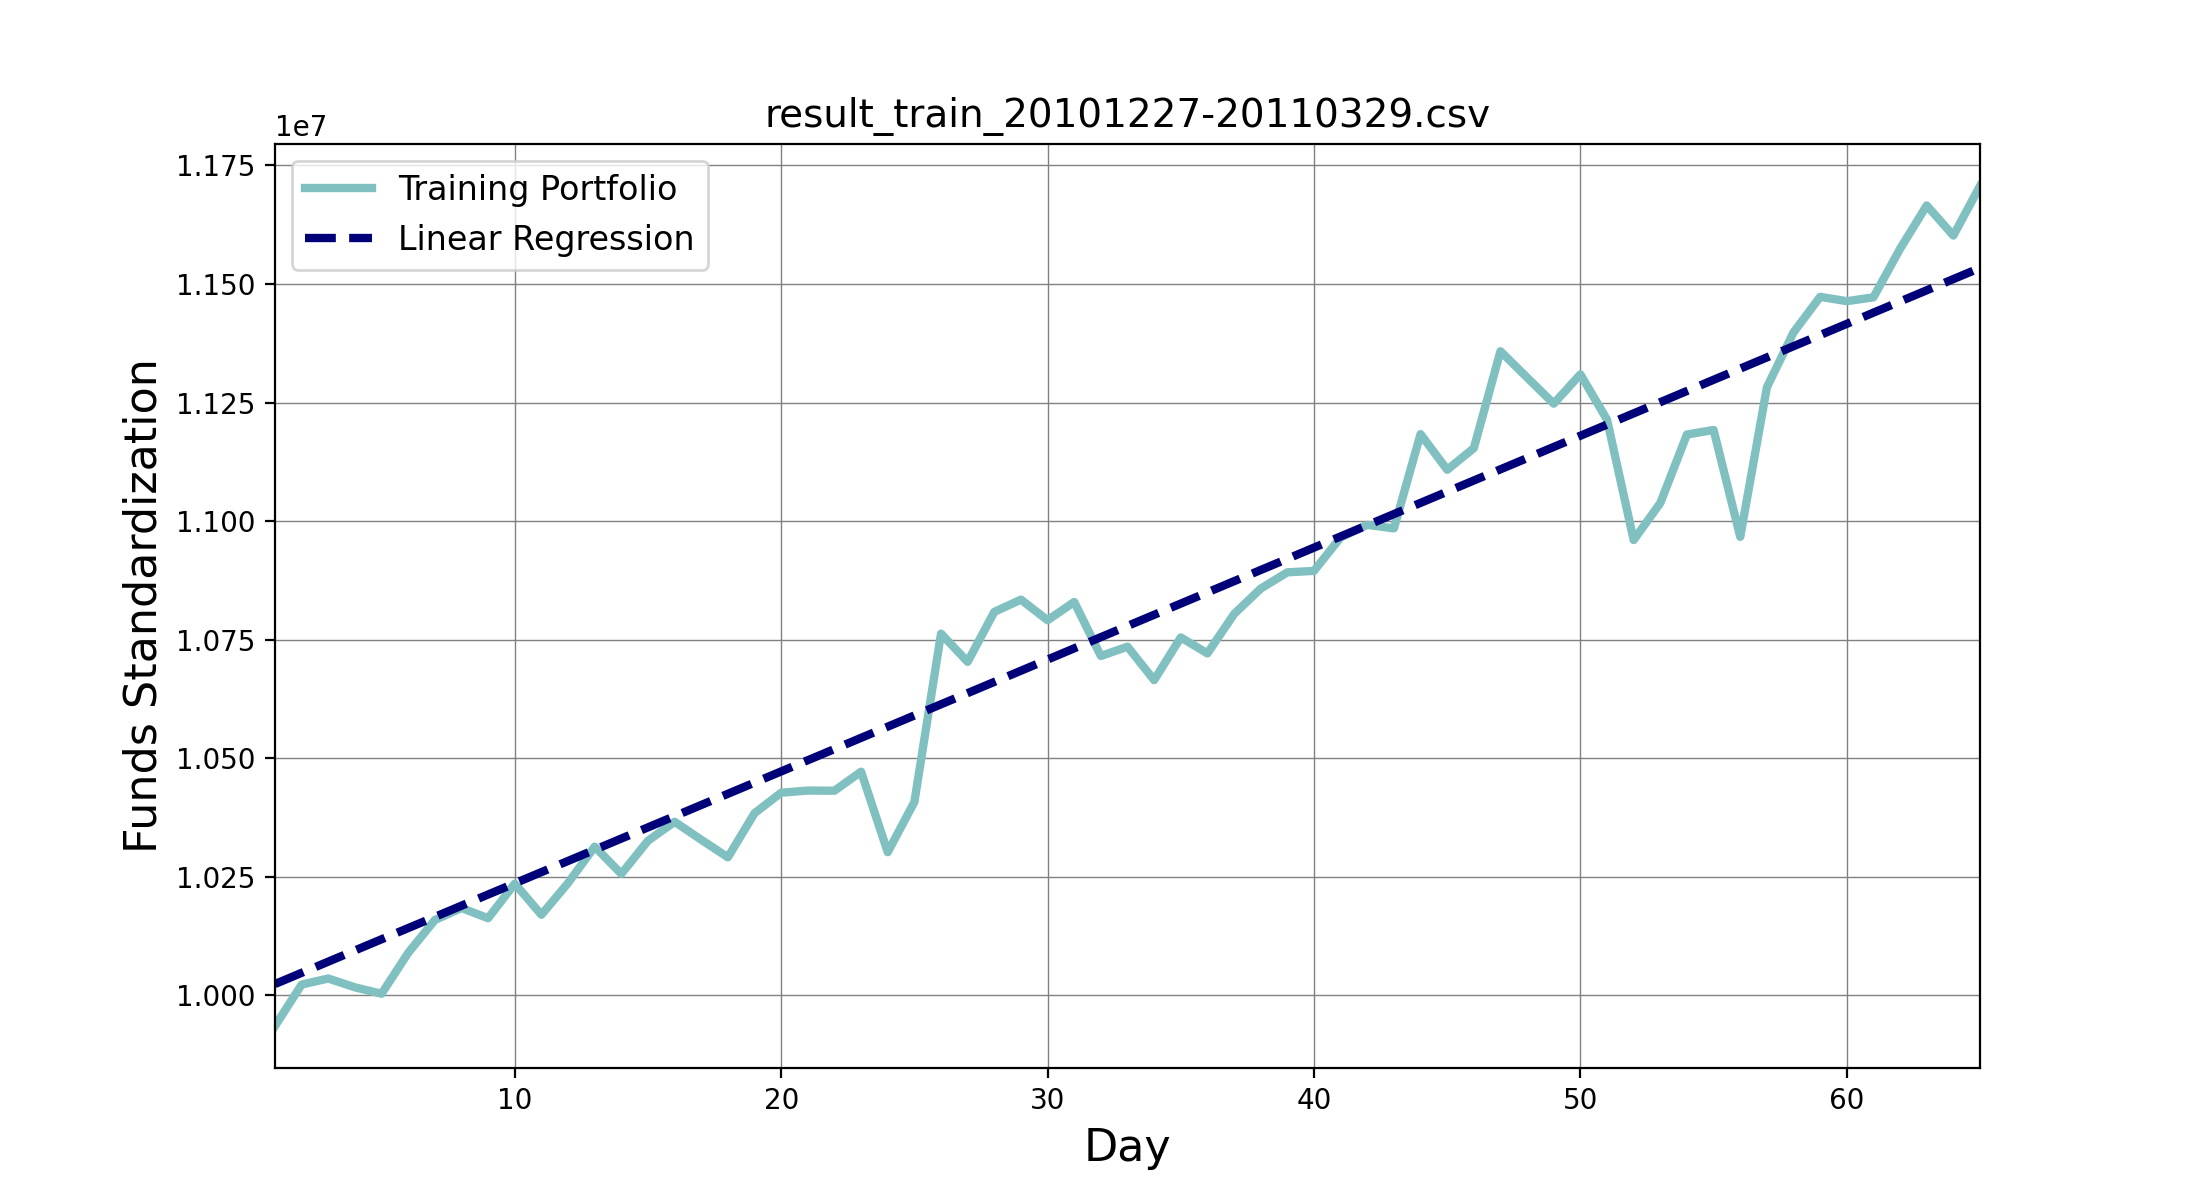 result_train_20101227-20110329.csv
1e7
Training Portfolio
Linear Regression
Funds Standardization
1.175
1.150
1.125
1.100
1.075
1.050
1.025
1.000
10 20 30 40 50 60
Day